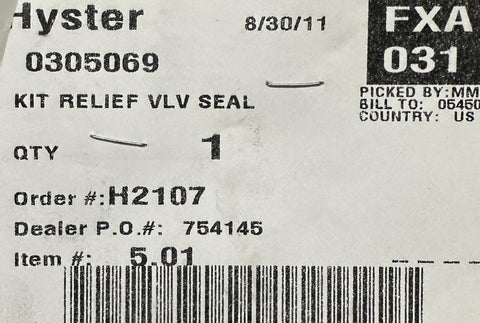 Hyster 8/30/11 FXA
0305069 031
KIT RELIEF VLV SEAL PICKED BY:MM
BILL TO: 05450
COUNTRY: US
QTY 1
Order #:H2107
Dealer P.O.#: 754145
Item #: 5.01